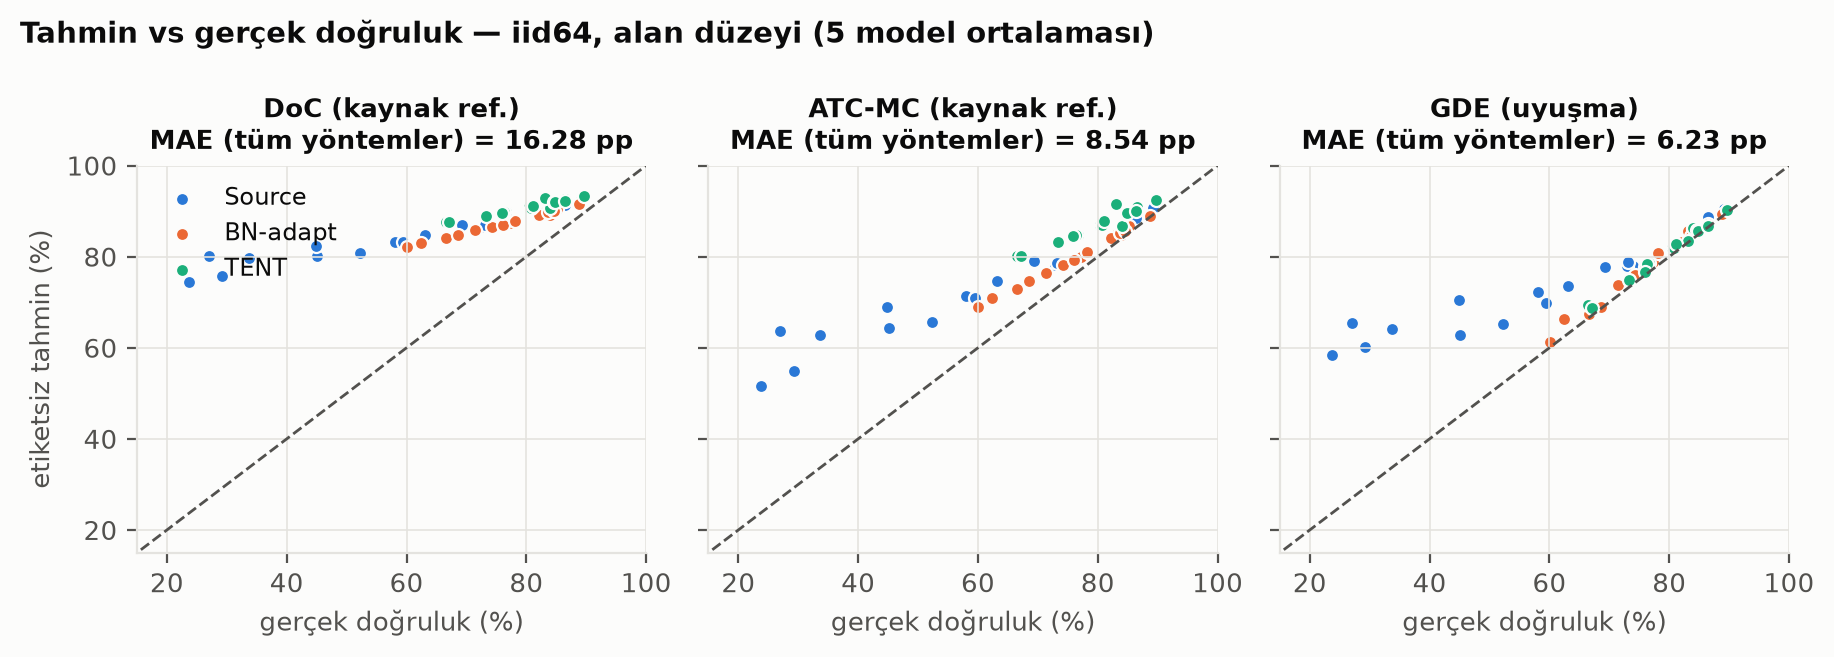 Tahmin vs gerçek doğruluk — iid64, alan düzeyi (5 model ortalaması)
DoC (kaynak ref.)
MAE (tüm yöntemler) = 16.28 pp
ATC-MC (kaynak ref.)
MAE (tüm yöntemler) = 8.54 pp
GDE (uyuşma)
MAE (tüm yöntemler) = 6.23 pp
etiketsiz tahmin (%)
100
80
60
40
20
Source
BN-adapt
TENT
20 40 60 80 100
20 40 60 80 100
20 40 60 80 100
gerçek doğruluk (%)
gerçek doğruluk (%)
gerçek doğruluk (%)